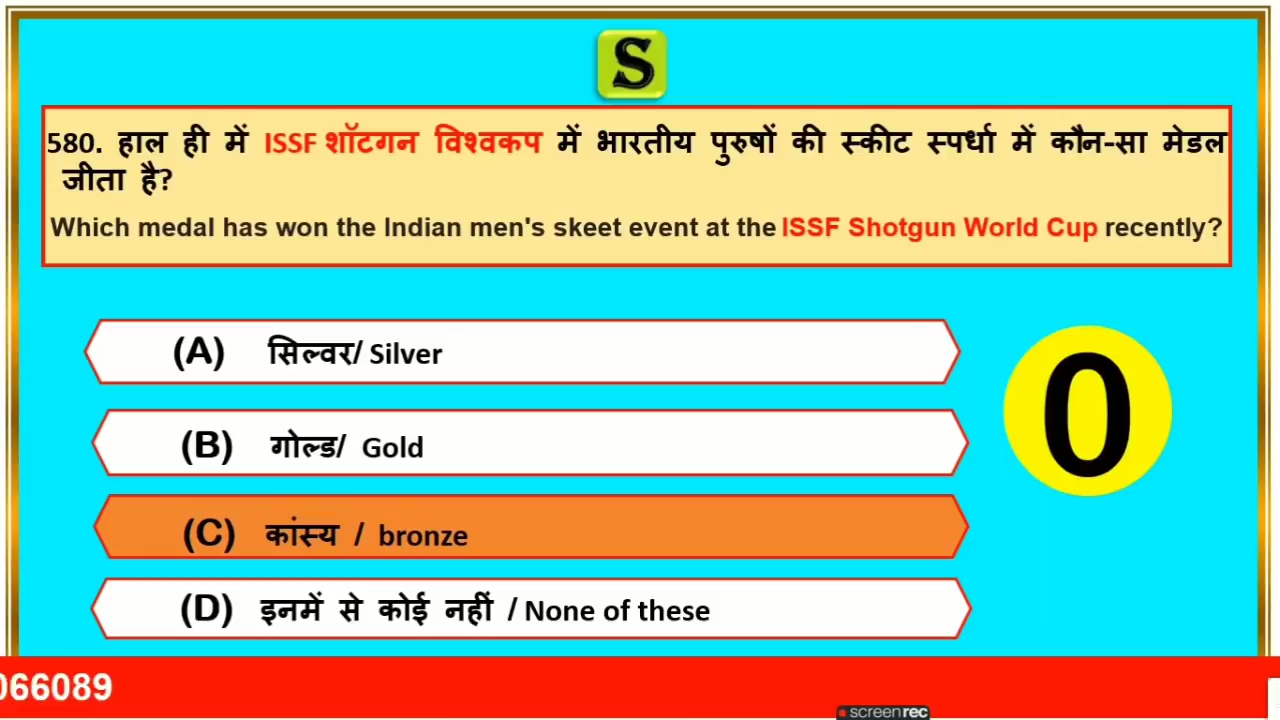 S
580. हाल ही में ISSF शॉटगन विश्वकप में भारतीय पुरुषों की स्कीट स्पर्धा में कौन-सा मेडल
जीता है?
Which medal has won the Indian men's skeet event at the ISSF Shotgun World Cup recently?
(A) सिल्वर/ Silver
(B) गोल्ड/ Gold
0
(C) कांस्य / bronze
(D) इनमें से कोई नहीं / None of these
066089
screenrec